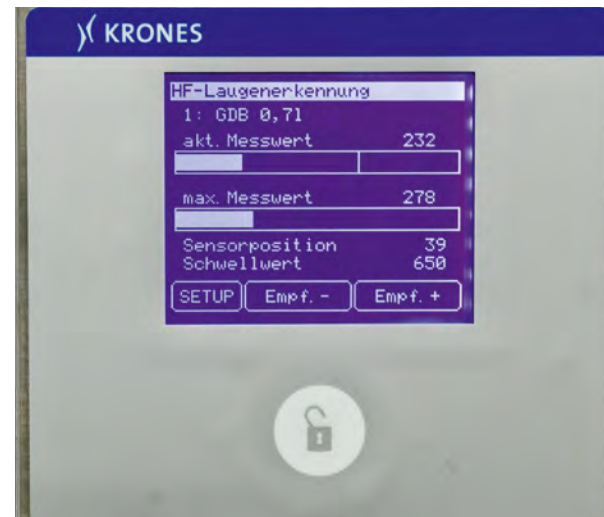 KRONES
HF-Laugenerkennung
1: GDB 0,7l
akt. Messwert 232
max. Messwert 278
Sensorposition 39
Schwellwert 650
SETUP Empf. - Empf. +